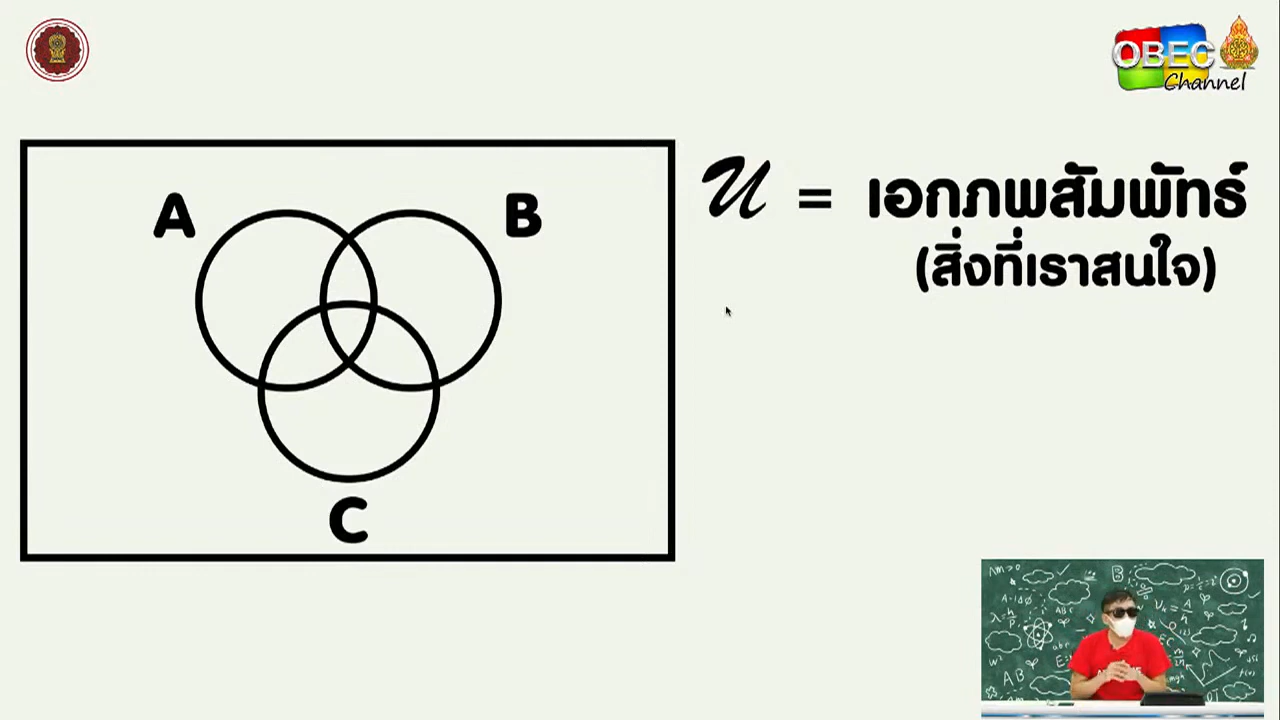 OBEC
Channel
A
B
C
𝒰 = เอกภพสัมพัทธ์
(สิ่งที่เราสนใจ)